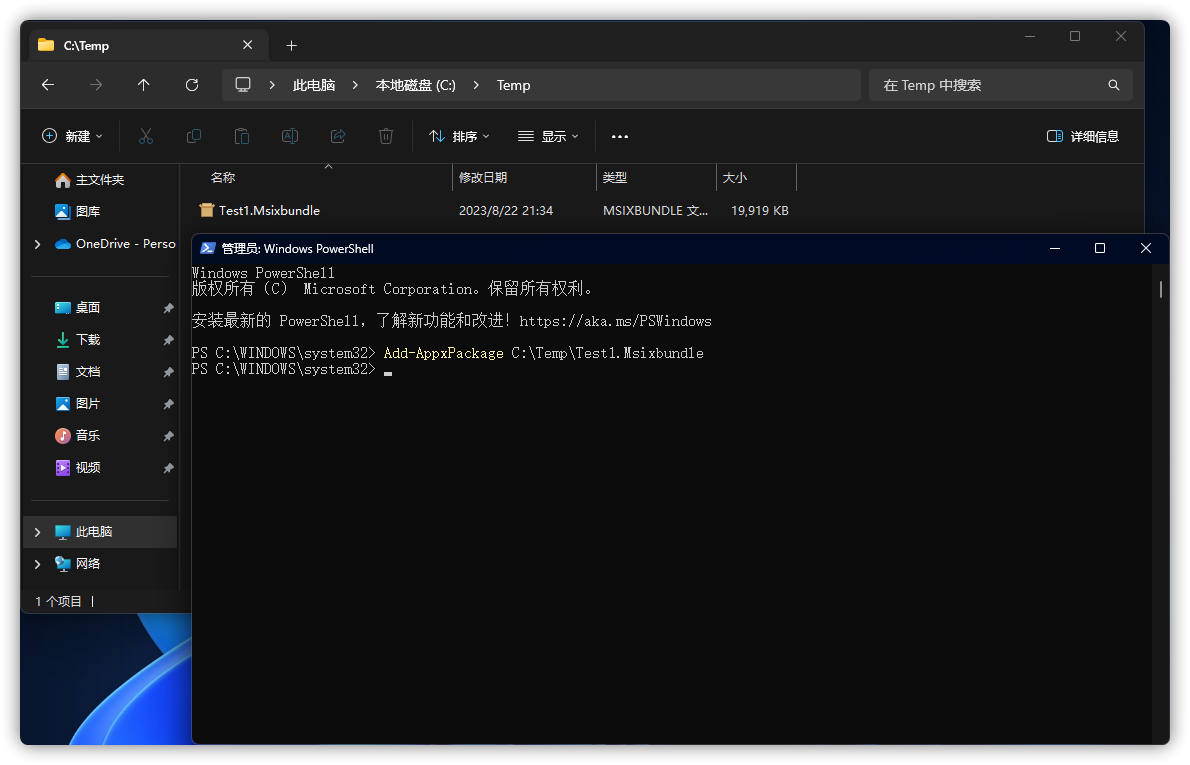 C:\Temp
此电脑 > 本地磁盘 (C:) > Temp
在 Temp 中搜索
新建
排序
显示
详细信息
主文件夹
图库
OneDrive - Perso
桌面
下载
文档
图片
音乐
视频
此电脑
网络
名称 修改日期 类型 大小
Test1.Msixbundle 2023/8/22 21:34 MSIXBUNDLE 文... 19,919 KB
1 个项目
管理员: Windows PowerShell
Windows PowerShell
版权所有 (C) Microsoft Corporation。保留所有权利。
安装最新的 PowerShell，了解新功能和改进！https://aka.ms/PSWindows
PS C:\WINDOWS\system32> Add-AppxPackage C:\Temp\Test1.Msixbundle
PS C:\WINDOWS\system32>